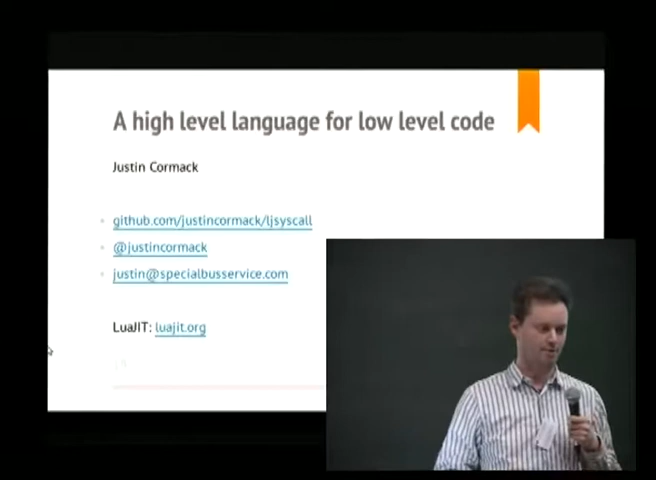 A high level language for low level code
Justin Cormack
github.com/justincormack/ljsyscall
@justincormack
justin@specialbusservice.com
LuaJIT: luajit.org